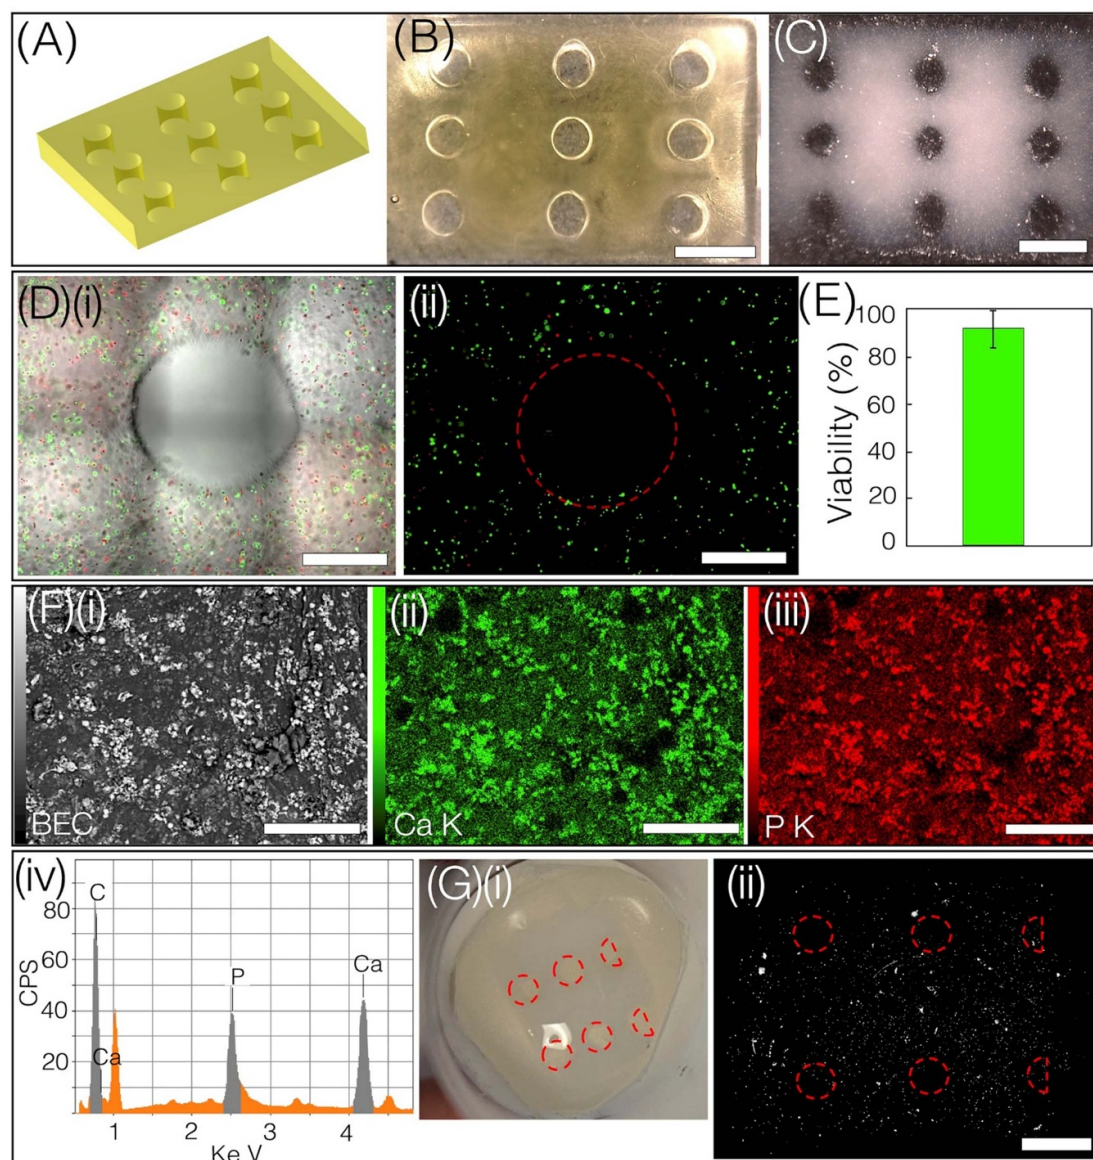 (A)
(B)
(C)
(D)(i)
(ii)
(E)
Viability (%)
100
80
60
40
20
0
(F)(i)
BEC
(ii)
Ca K
(iii)
P K
(iv)
CPS
80
60
40
20
C
Ca
P
Ca
1
2
3
4
Ke V
(G)(i)
(ii)